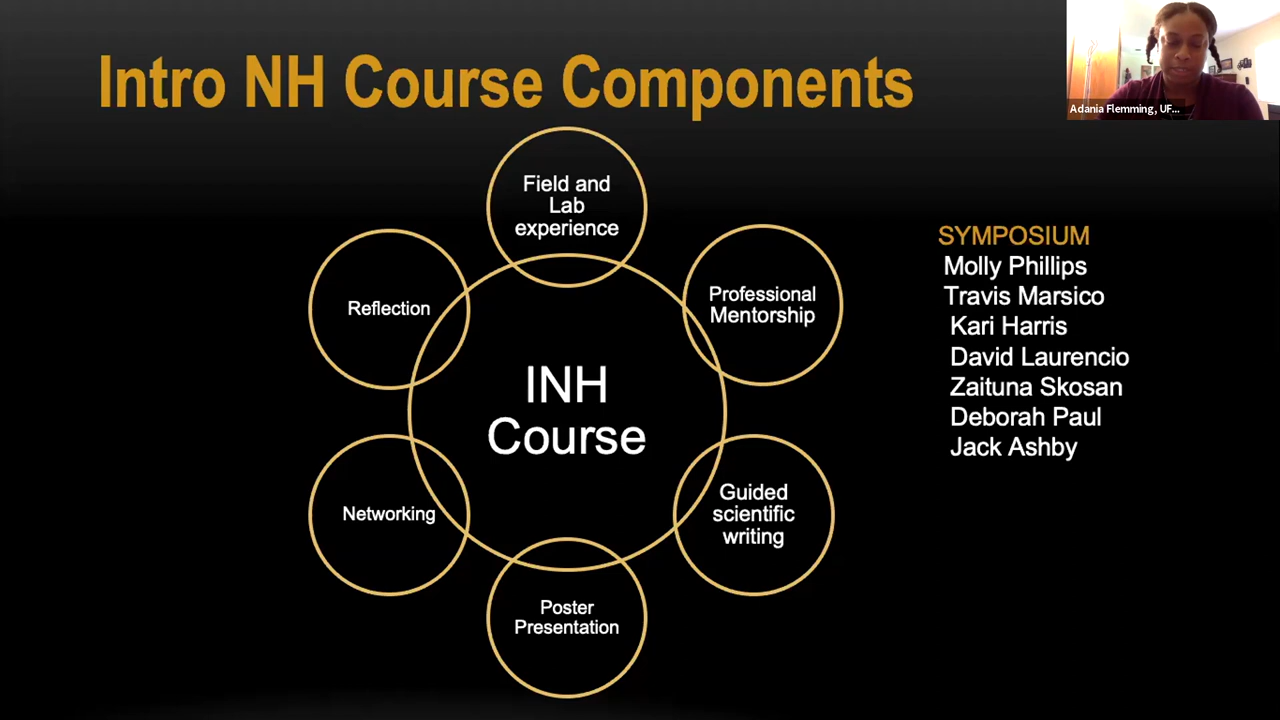 Intro NH Course Components
Adania Flemming, UF...
Field and
Lab
experience
Professional
Mentorship
Reflection
INH
Course
Networking
Guided
scientific
writing
Poster
Presentation
SYMPOSIUM
Molly Phillips
Travis Marsico
Kari Harris
David Laurencio
Zaituna Skosan
Deborah Paul
Jack Ashby